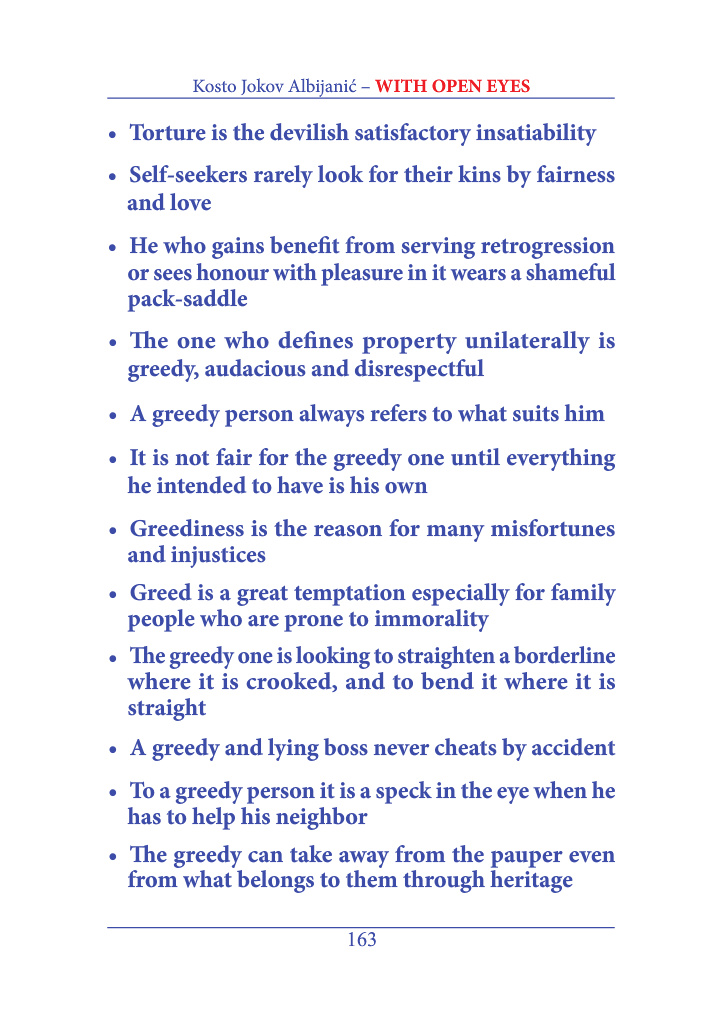 Kosto Jokov Albijanić – WITH OPEN EYES
• Torture is the devilish satisfactory insatiability
• Self-seekers rarely look for their kins by fairness
and love
• He who gains benefit from serving retrogression
or sees honour with pleasure in it wears a shameful
pack-saddle
• The one who defines property unilaterally is
greedy, audacious and disrespectful
• A greedy person always refers to what suits him
• It is not fair for the greedy one until everything
he intended to have is his own
• Greediness is the reason for many misfortunes
and injustices
• Greed is a great temptation especially for family
people who are prone to immorality
• The greedy one is looking to straighten a borderline
where it is crooked, and to bend it where it is
straight
• A greedy and lying boss never cheats by accident
• To a greedy person it is a speck in the eye when he
has to help his neighbor
• The greedy can take away from the pauper even
from what belongs to them through heritage
163